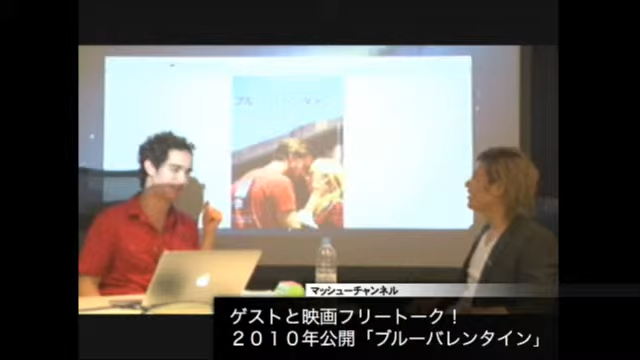 マッシューチャンネル
ゲストと映画フリートーク！
２０１０年公開「ブルーバレンタイン」